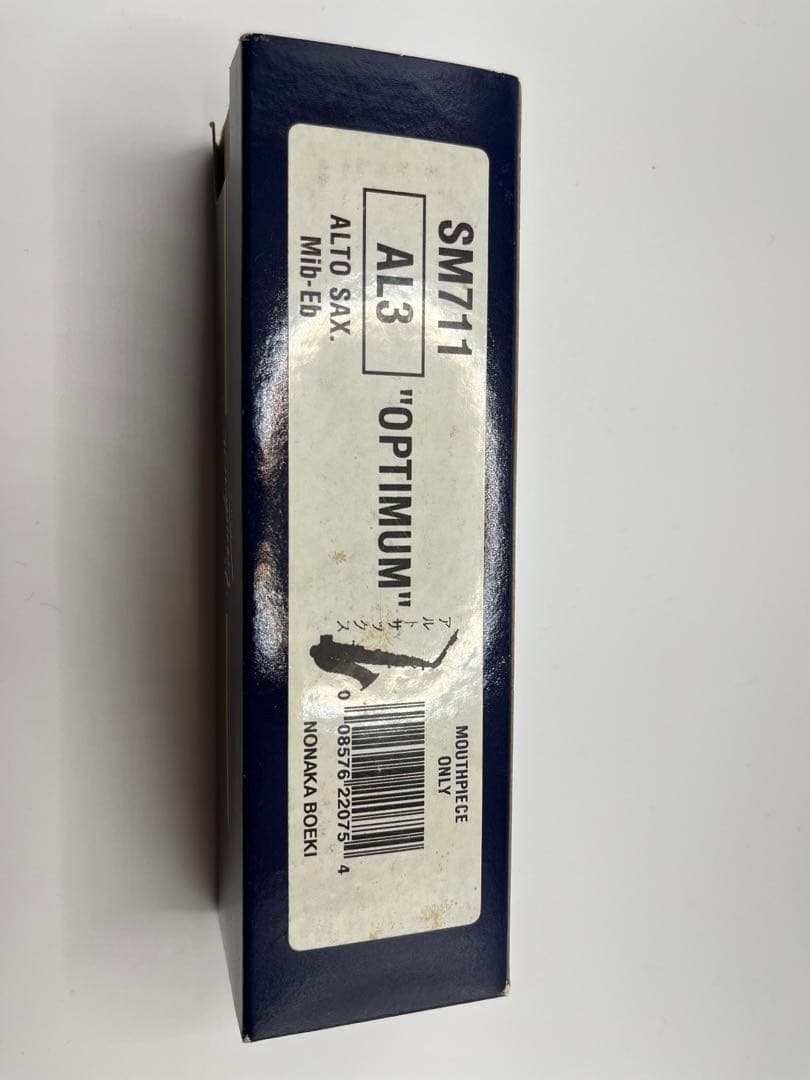 SM711
AL3
"OPTIMUM"
ALTO SAX.
Mib-Eb
アルトサックス
MOUTHPIECE
ONLY
0 08576 22075 4
NONAKA BOEKI